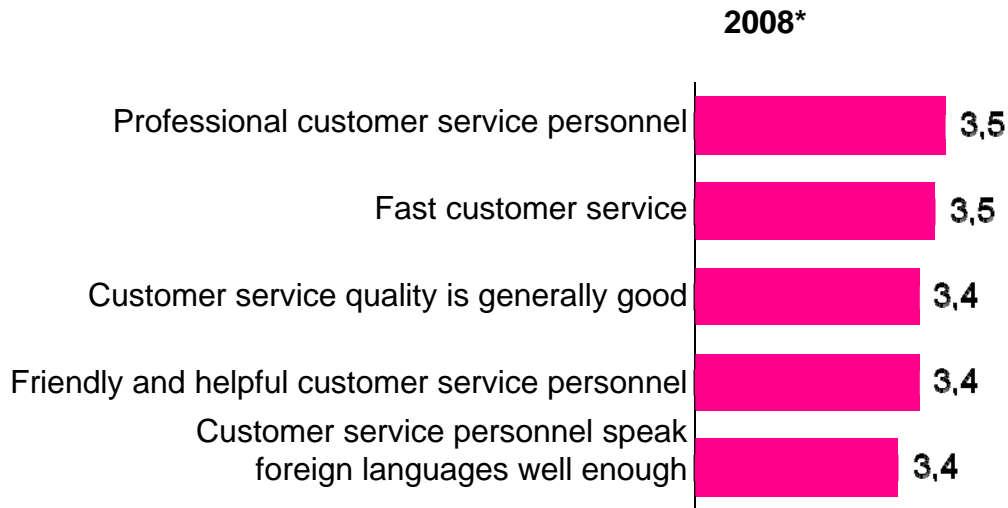 2008*
Professional customer service personnel 3,5
Fast customer service 3,5
Customer service quality is generally good 3,4
Friendly and helpful customer service personnel 3,4
Customer service personnel speak
foreign languages well enough 3,4